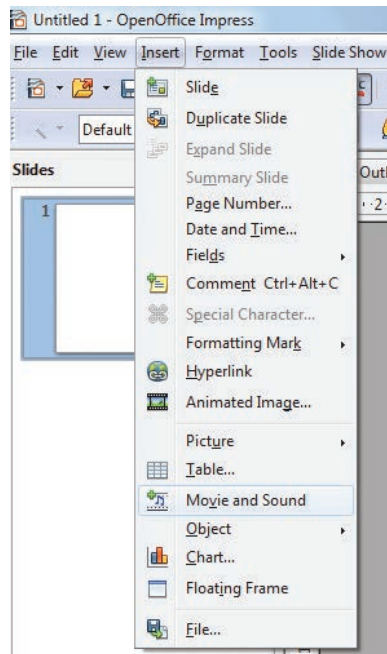 Untitled 1 - OpenOffice Impress
File Edit View Insert Format Tools Slide Show
Default
Slides
Outl
1
·2·
Slide
Duplicate Slide
Expand Slide
Summary Slide
Page Number...
Date and Time...
Fields
Comment Ctrl+Alt+C
Special Character...
Formatting Mark
Hyperlink
Animated Image...
Picture
Table...
Movie and Sound
Object
Chart...
Floating Frame
File...